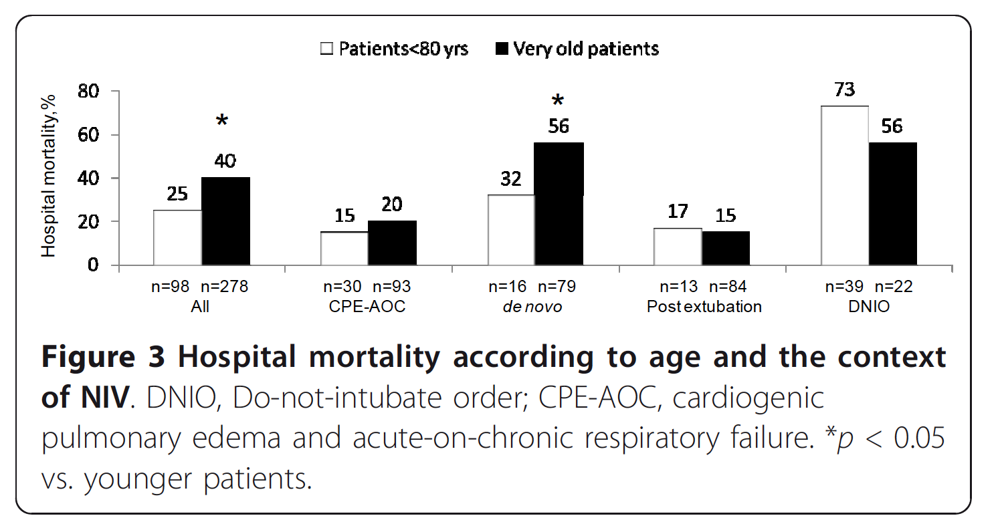 Patients<80 yrs Very old patients
Hospital mortality,%
80
60
40
20
0
*
*
25 40 15 20 32 56 17 15 73 56
n=98 n=278 n=30 n=93 n=16 n=79 n=13 n=84 n=39 n=22
All CPE-AOC de novo Post extubation DNIO
Figure 3 Hospital mortality according to age and the context
of NIV. DNIO, Do-not-intubate order; CPE-AOC, cardiogenic
pulmonary edema and acute-on-chronic respiratory failure. *p < 0.05
vs. younger patients.